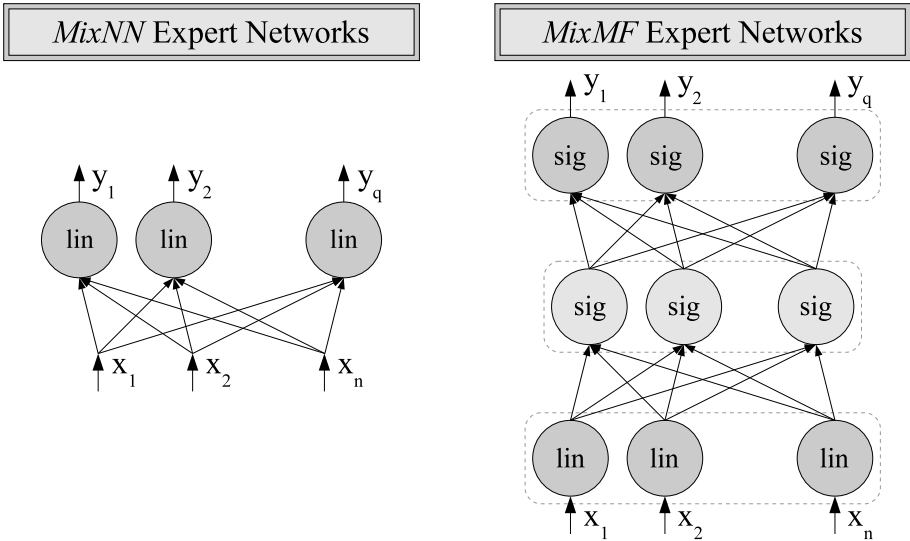 MixNN Expert Networks
y1 y2 yq
lin lin lin
x1 x2 xn
MixMF Expert Networks
y1 y2 yq
sig sig sig
sig sig sig
lin lin lin
x1 x2 xn